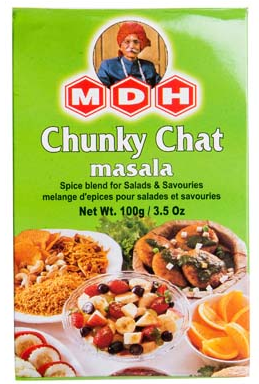 MDH
Chunky Chat
masala
Spice blend for Salads & Savouries
melange d'epices pour salades et savouries
Net Wt. 100g / 3.5 Oz